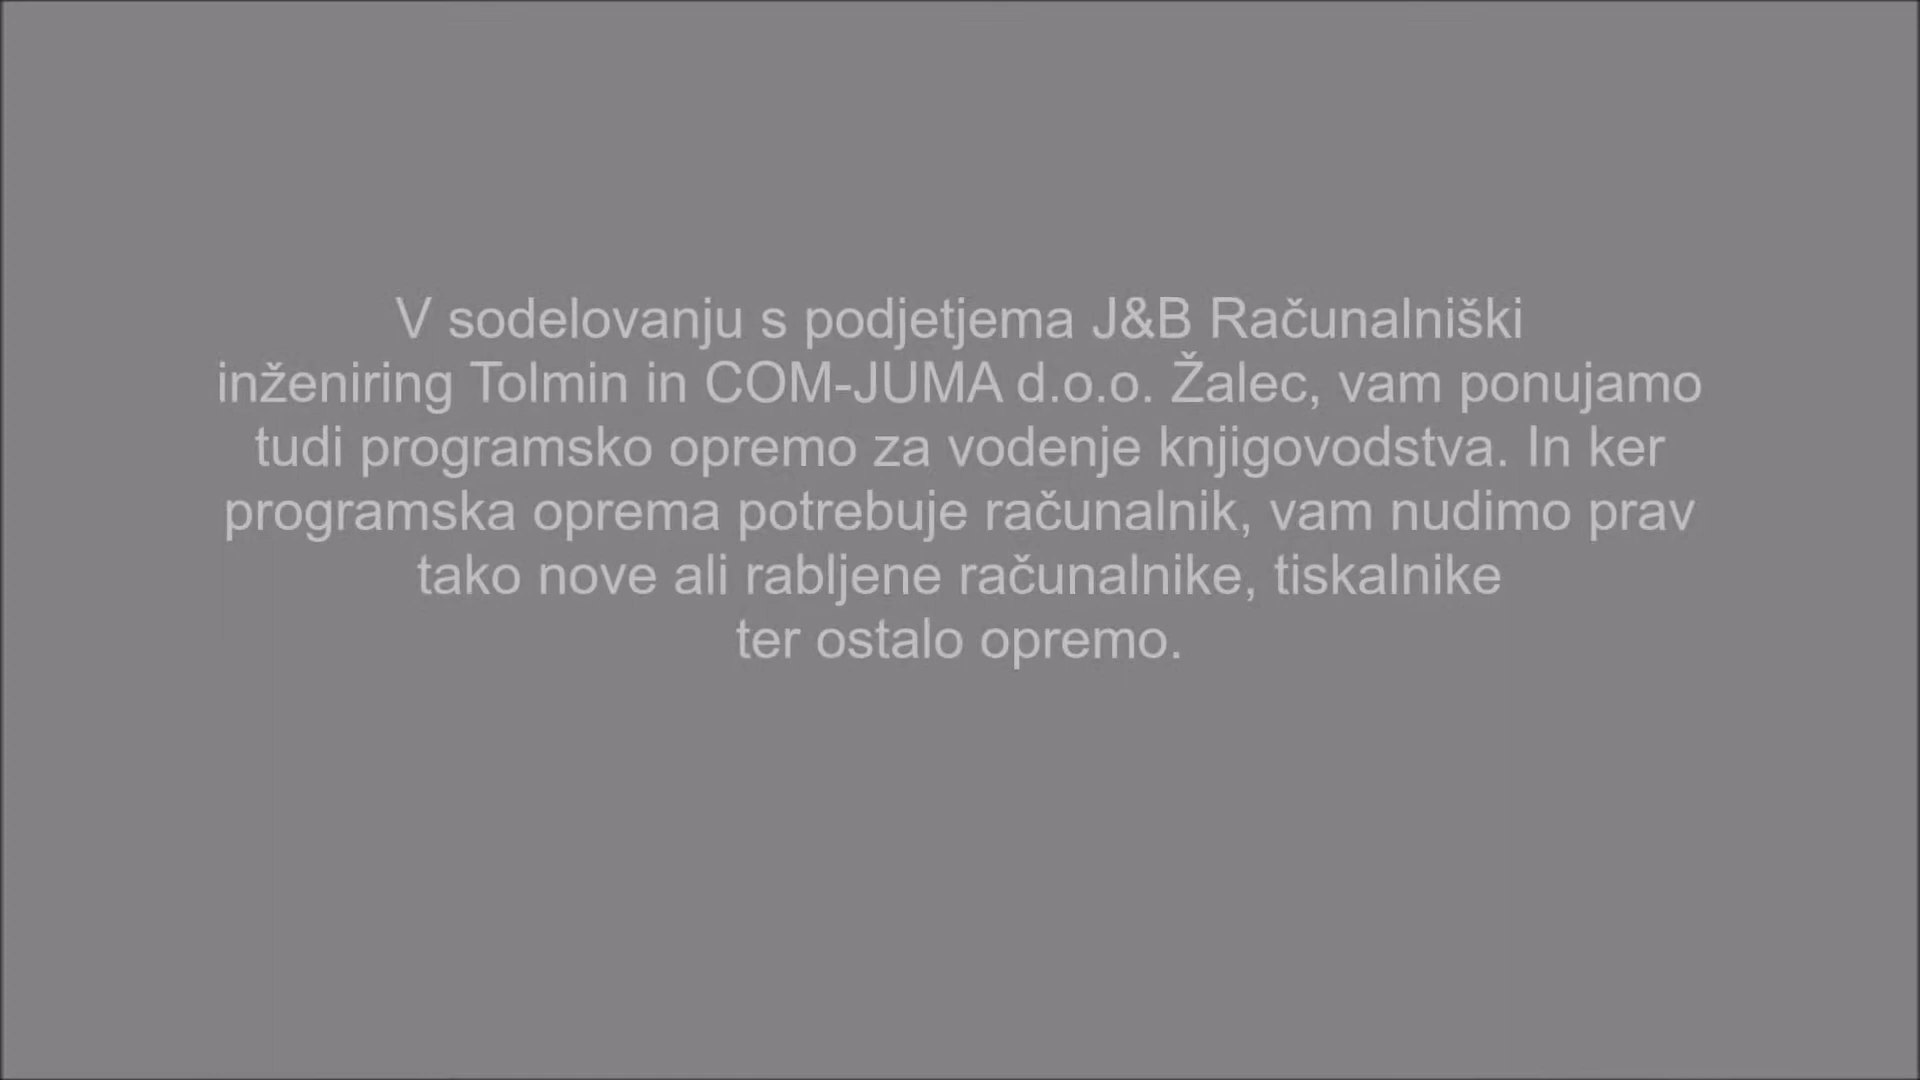 V sodelovanju s podjetjema J&B Računalniški
inženiring Tolmin in COM-JUMA d.o.o. Žalec, vam ponujamo
tudi programsko opremo za vodenje knjigovodstva. In ker
programska oprema potrebuje računalnik, vam nudimo prav
tako nove ali rabljene računalnike, tiskalnike
ter ostalo opremo.